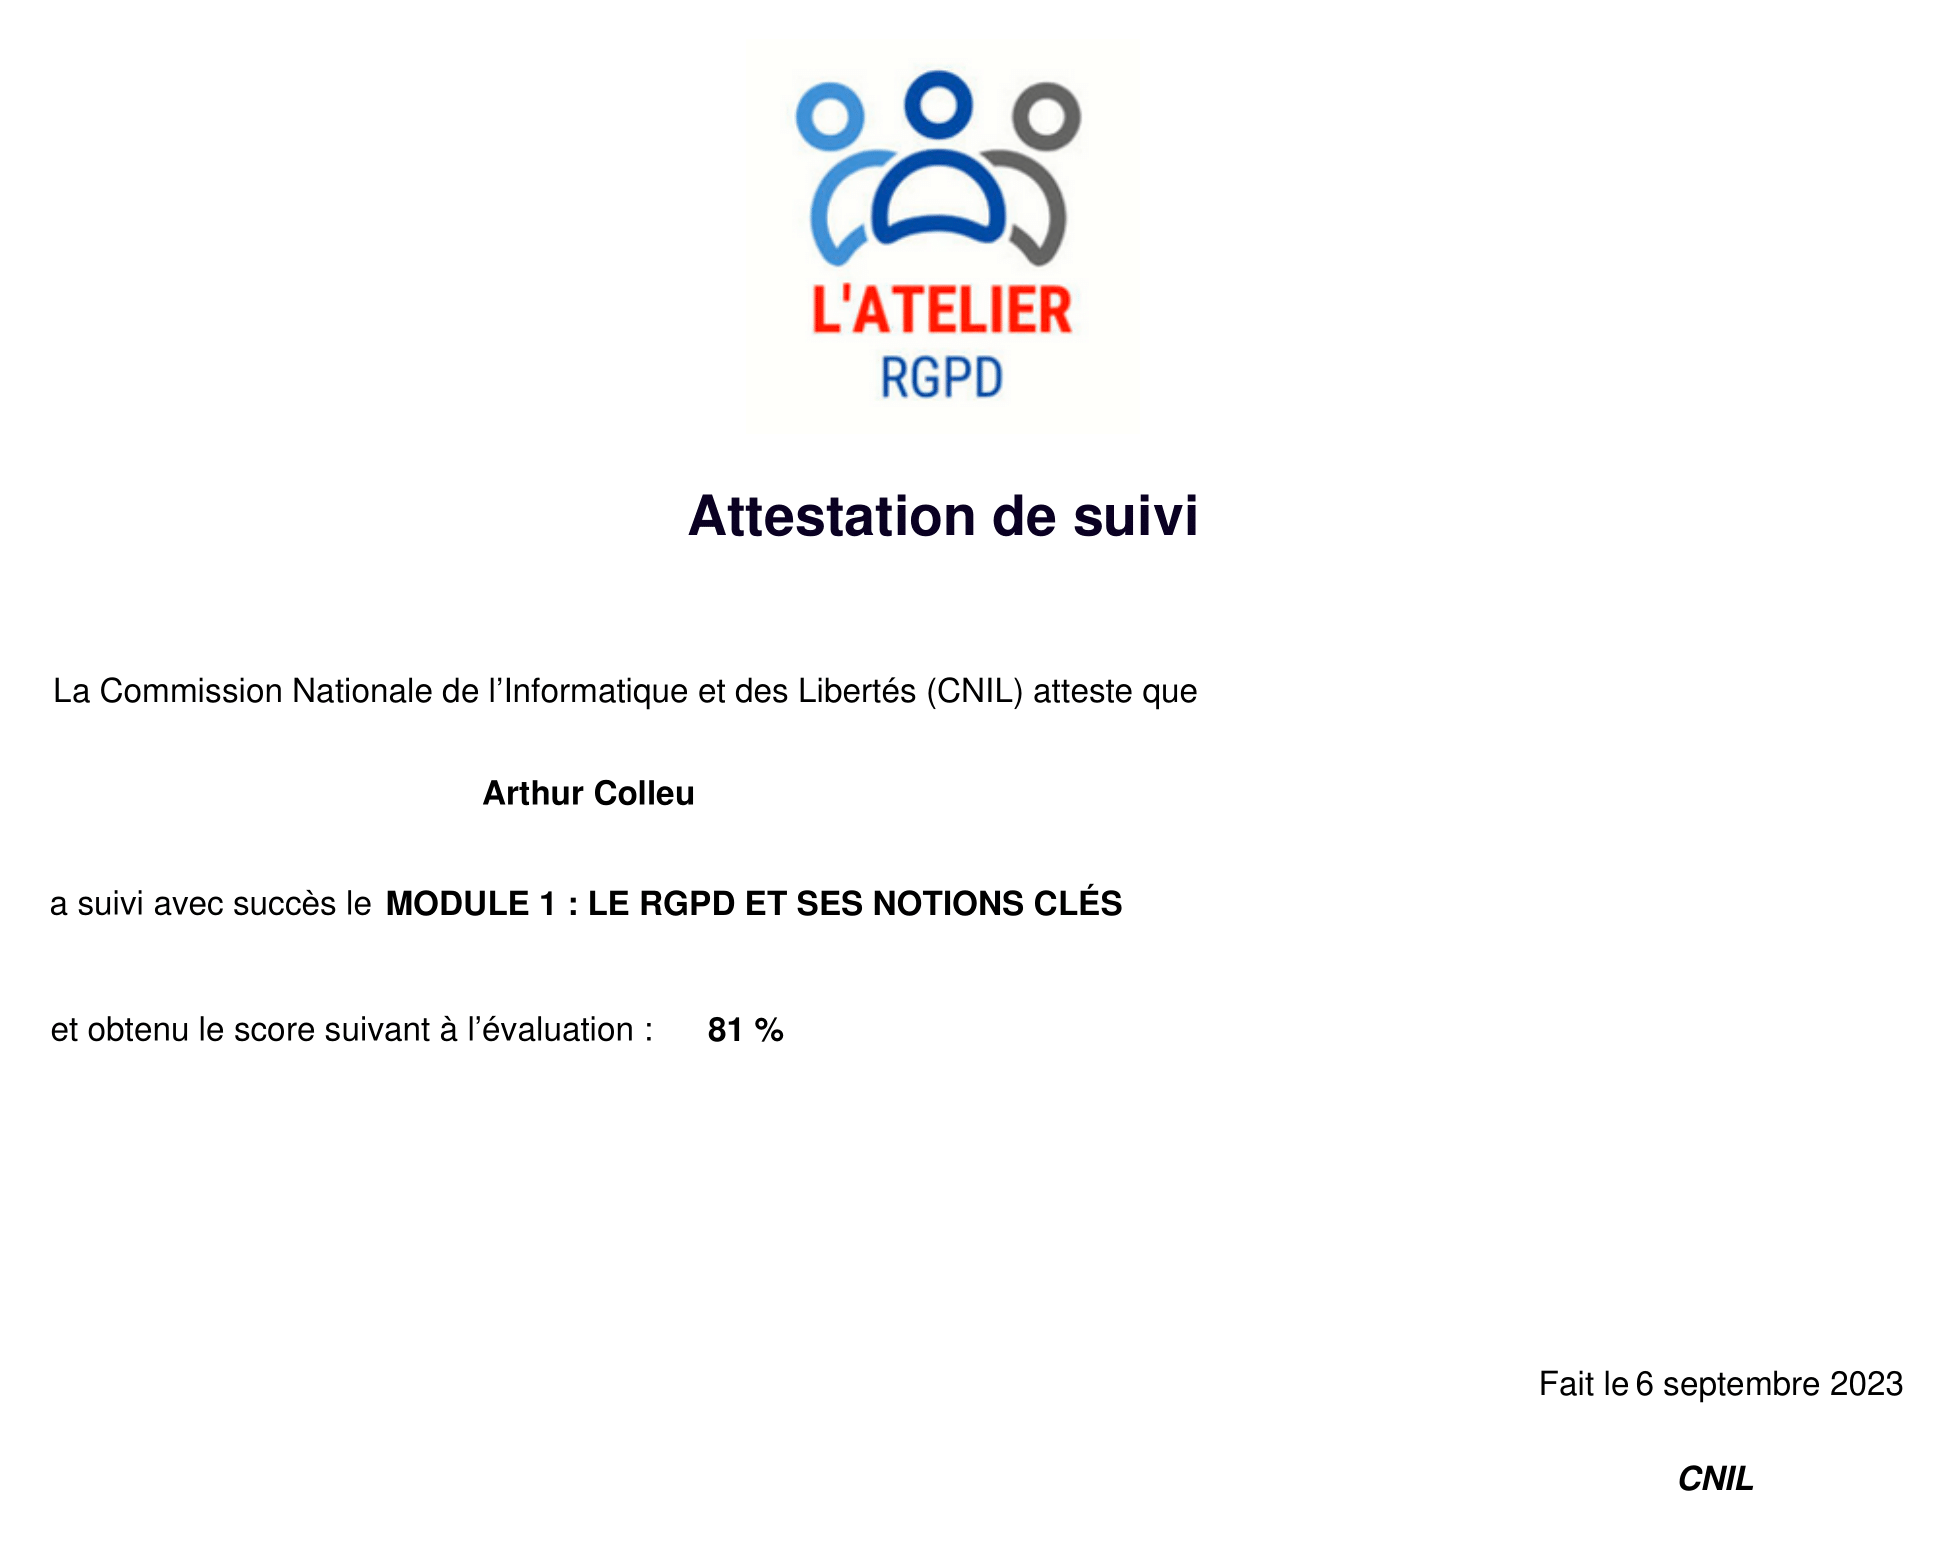 L'ATELIER
RGPD
Attestation de suivi
La Commission Nationale de l’Informatique et des Libertés (CNIL) atteste que
Arthur Colleu
a suivi avec succès le MODULE 1 : LE RGPD ET SES NOTIONS CLÉS
et obtenu le score suivant à l’évaluation : 81 %
Fait le 6 septembre 2023
CNIL